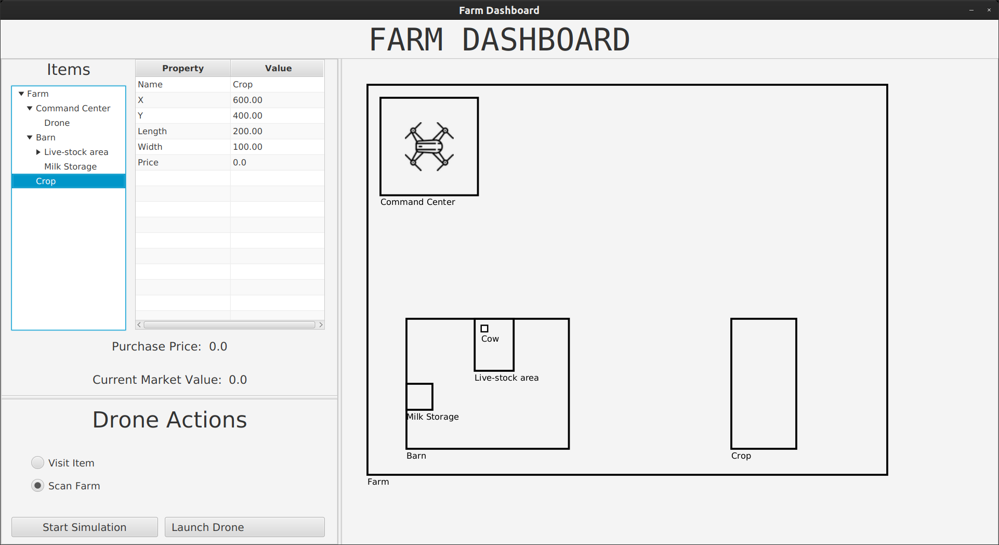 Farm Dashboard
FARM DASHBOARD
Items
Farm
Command Center
Drone
Barn
Live-stock area
Milk Storage
Crop
Property Value
Name Crop
X 600.00
Y 400.00
Length 200.00
Width 100.00
Price 0.0
Purchase Price: 0.0
Current Market Value: 0.0
Drone Actions
Visit Item
Scan Farm
Start Simulation
Launch Drone
Command Center
Cow
Live-stock area
Milk Storage
Barn
Crop
Farm